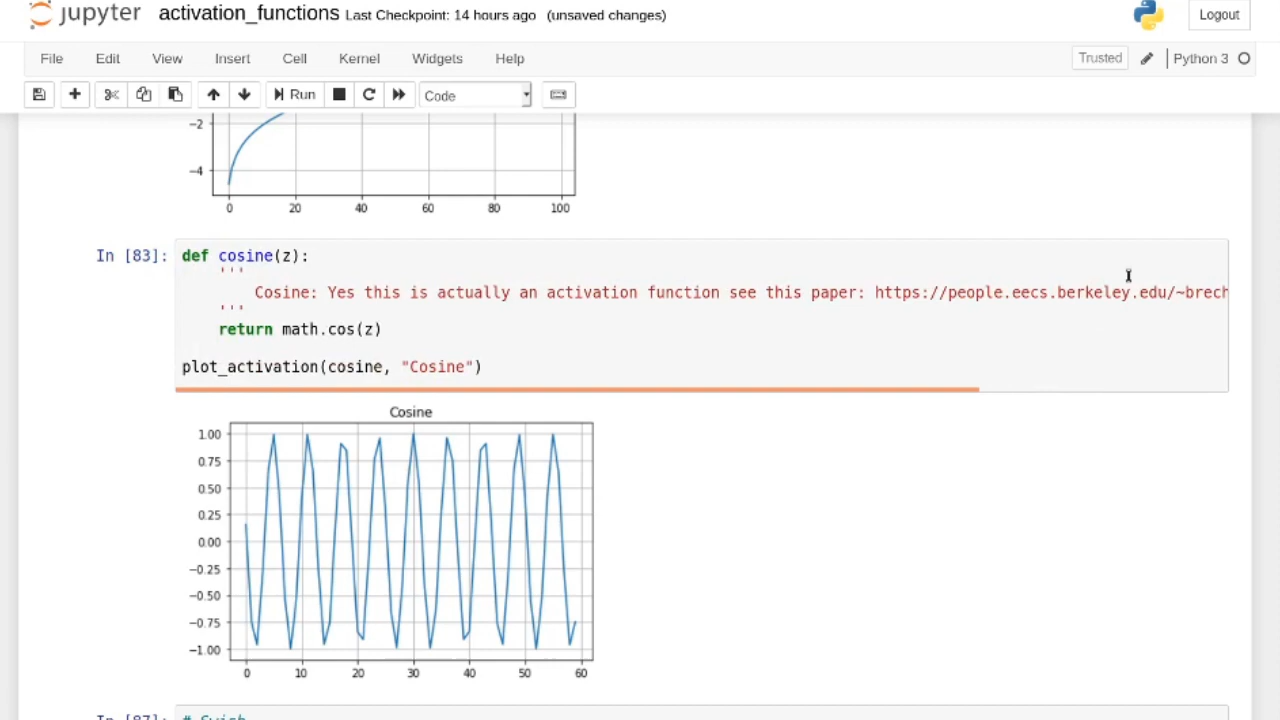 jupyter activation_functions Last Checkpoint: 14 hours ago (unsaved changes) Logout
File Edit View Insert Cell Kernel Widgets Help Trusted Python 3
Run Code
−2
−4
0 20 40 60 80 100
In [83]: def cosine(z):
'''
Cosine: Yes this is actually an activation function see this paper: https://people.eecs.berkeley.edu/~brech
'''
return math.cos(z)
plot_activation(cosine, "Cosine")
Cosine
1.00
0.75
0.50
0.25
0.00
−0.25
−0.50
−0.75
−1.00
0 10 20 30 40 50 60
In [87]: # Swish